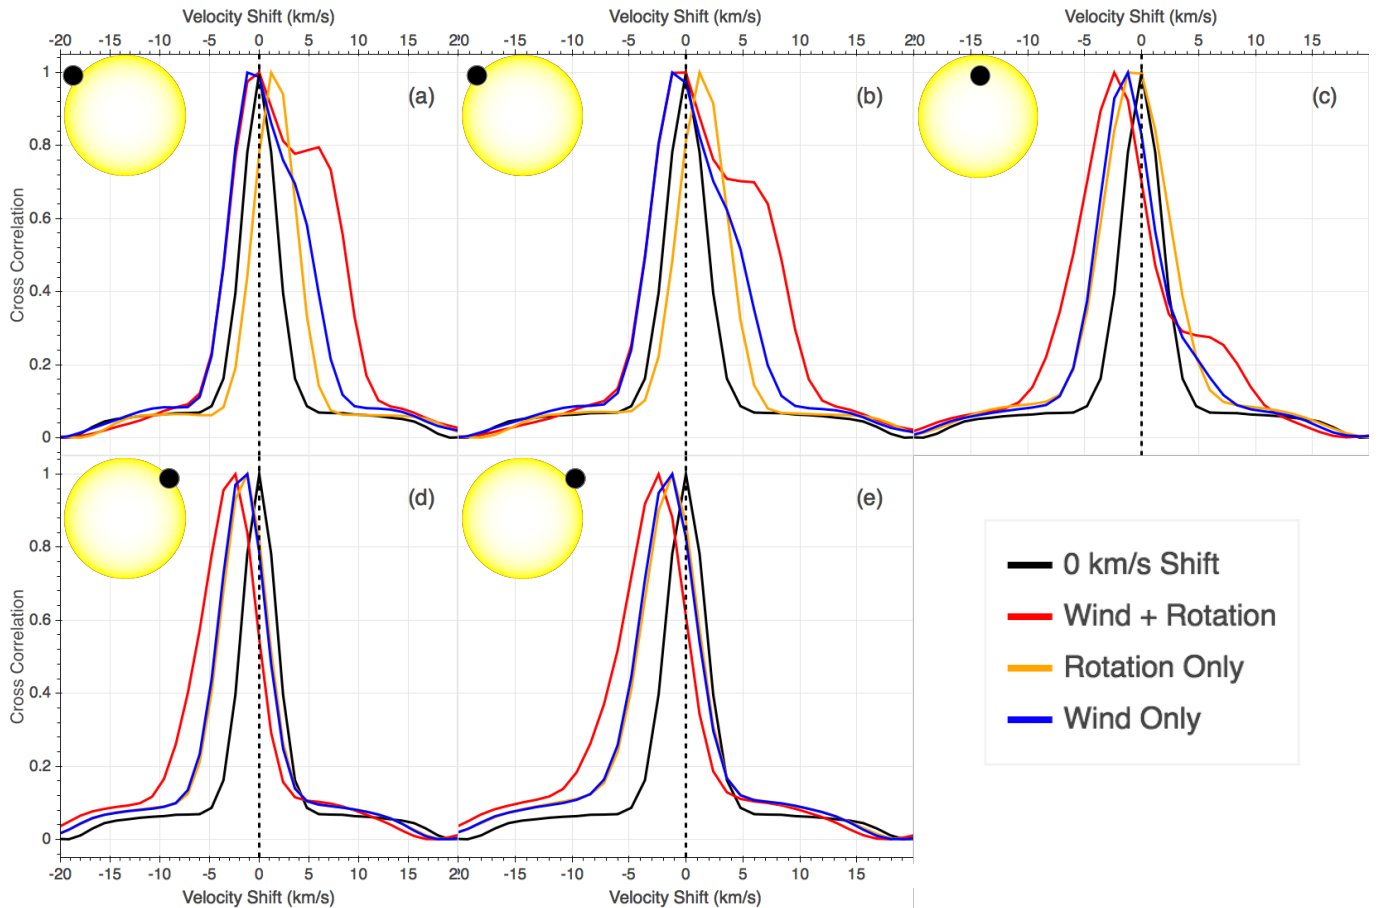 Velocity Shift (km/s) Velocity Shift (km/s) Velocity Shift (km/s)
-20 -15 -10 -5 0 5 10 15 20 -15 -10 -5 0 5 10 15 20 -15 -10 -5 0 5 10 15
1 (a) (b) (c)
0.8
0.6
0.4
0.2
0
Cross Correlation
1 (d) (e)
0.8
0.6
0.4
0.2
0
Cross Correlation
0 km/s Shift
Wind + Rotation
Rotation Only
Wind Only
-20 -15 -10 -5 0 5 10 15 20 -15 -10 -5 0 5 10 15
Velocity Shift (km/s) Velocity Shift (km/s)